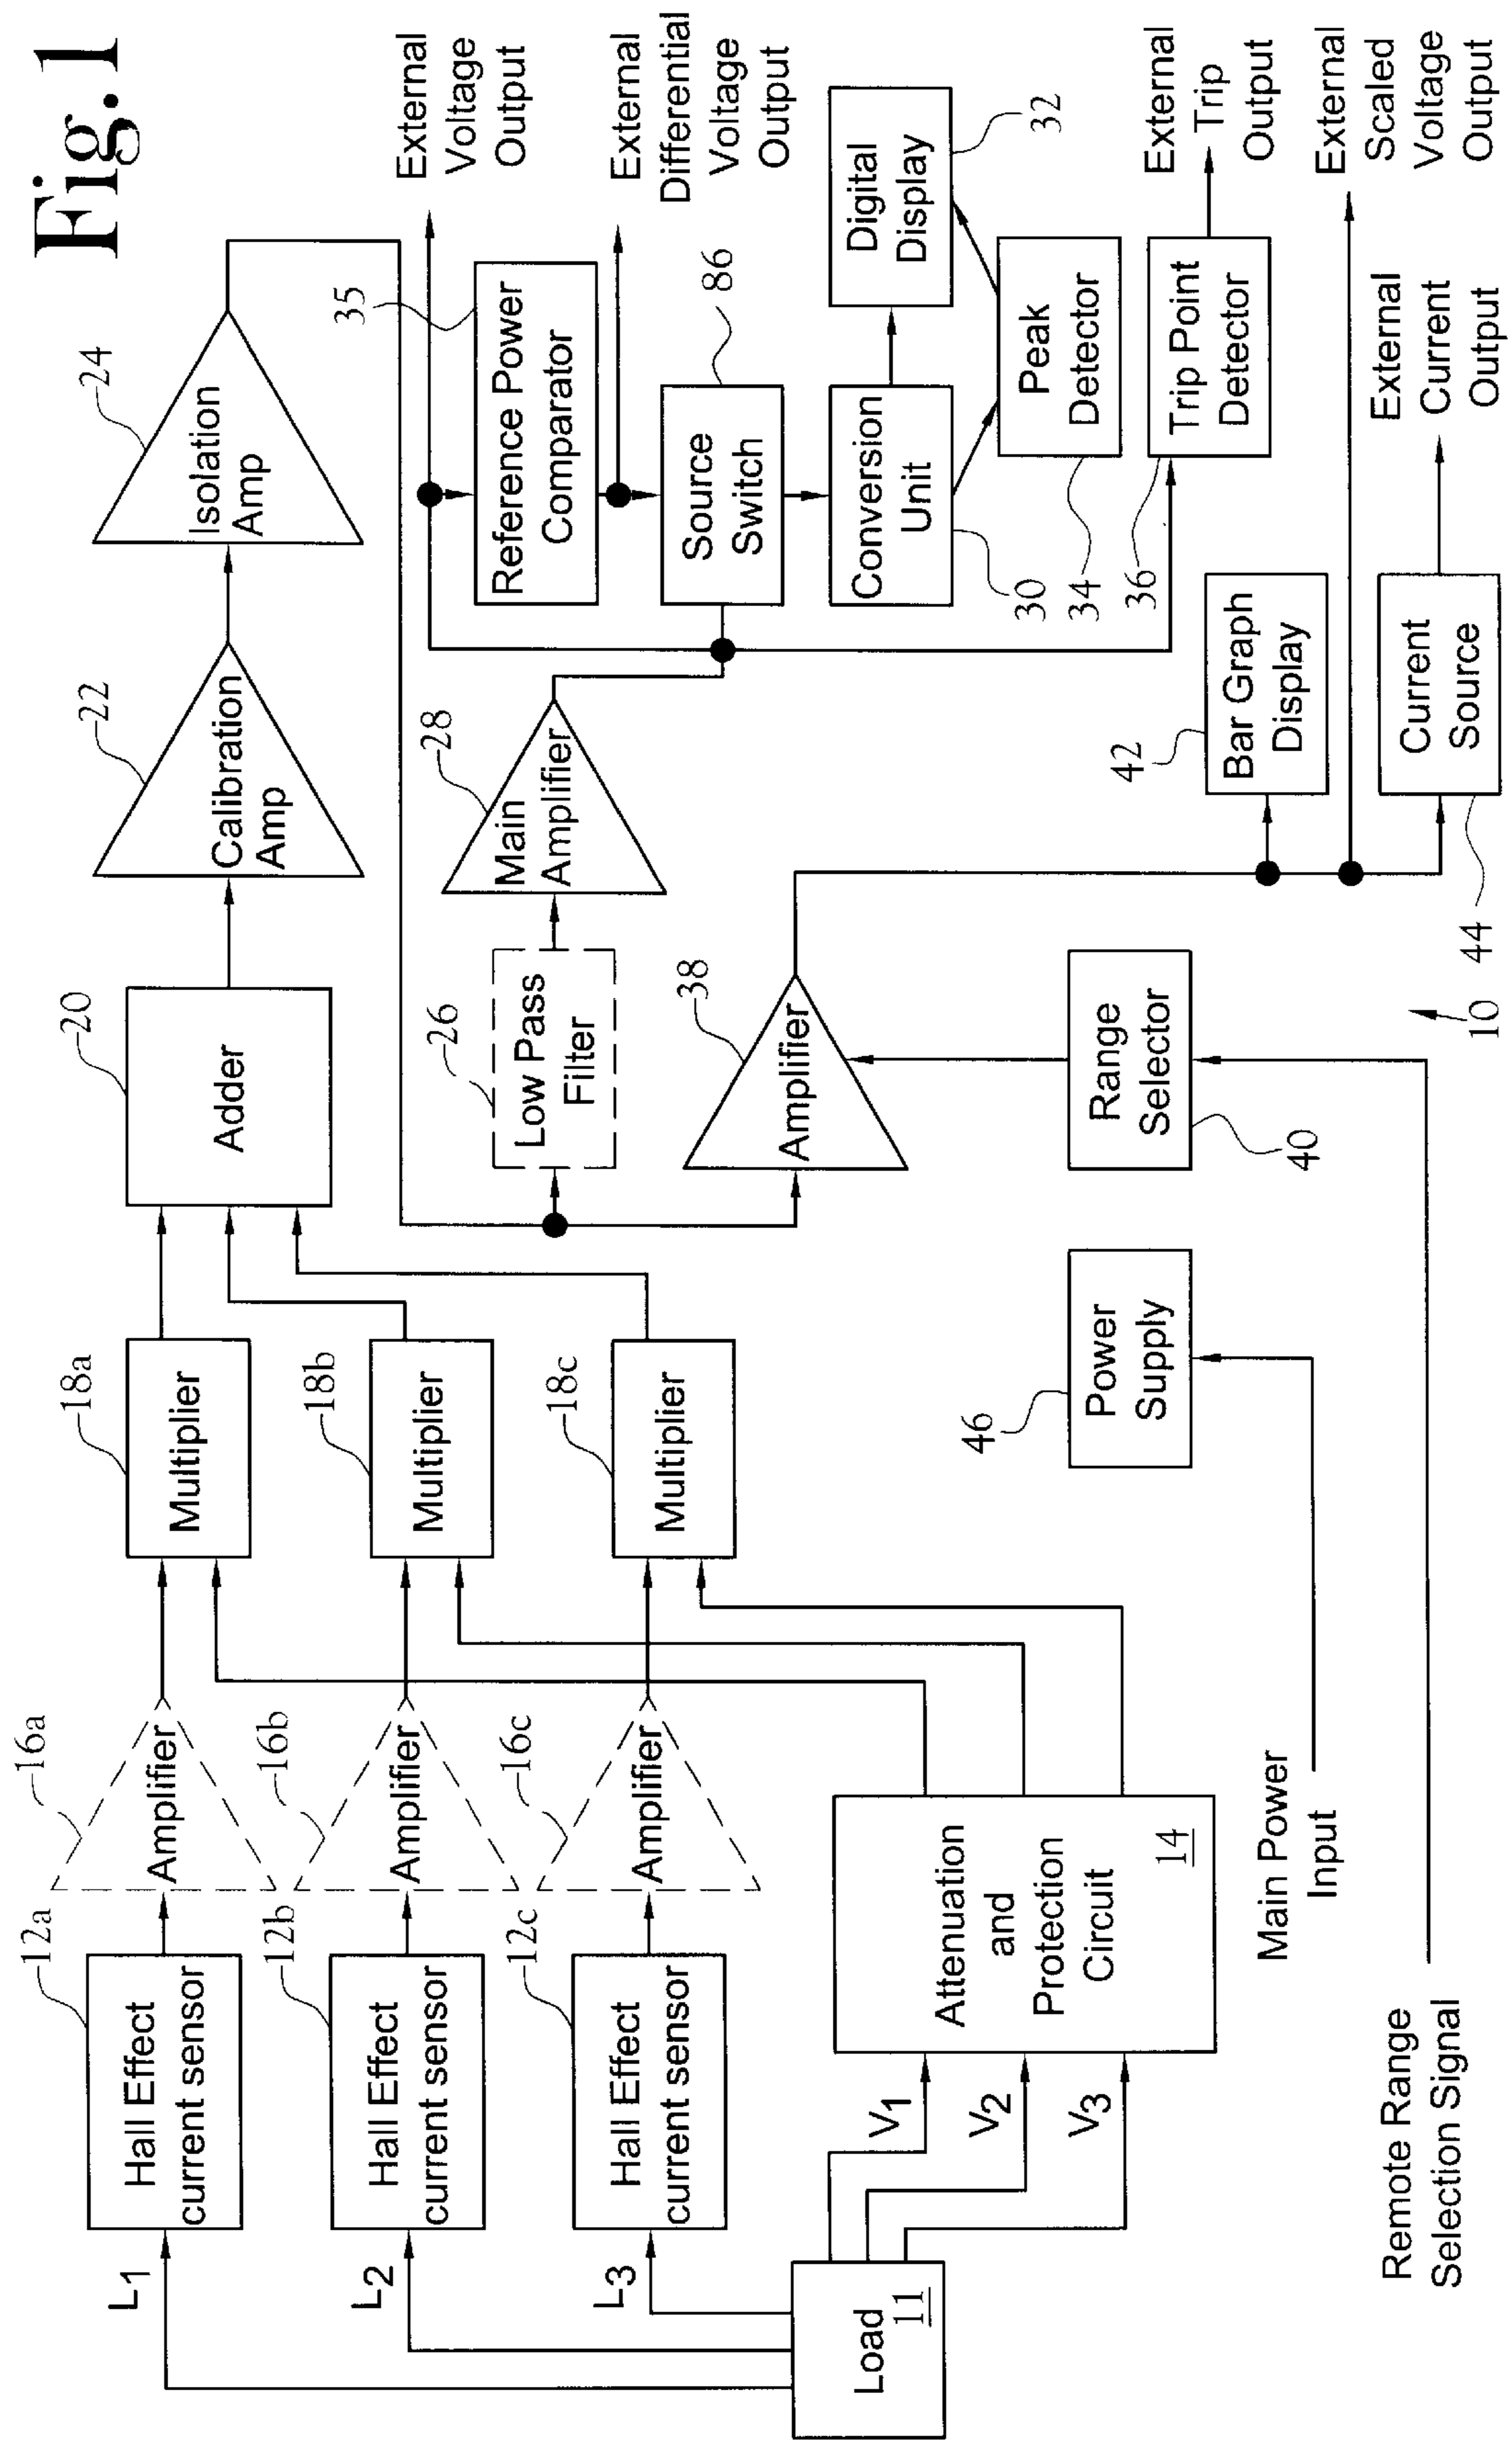 Fig. 1
12a
Hall Effect
current sensor
L1
16a
Amplifier
18a
Multiplier
20
Adder
22
Calibration
Amp
24
Isolation
Amp
12b
Hall Effect
current sensor
L2
16b
Amplifier
18b
Multiplier
12c
Hall Effect
current sensor
L3
16c
Amplifier
18c
Multiplier
26
Low Pass
Filter
28
Main
Amplifier
35
Reference Power
Comparator
External
Voltage
Output
External
Differential
Voltage
Output
86
Source
Switch
38
Amplifier
Load
11
V1
V2
V3
Attenuation
and
Protection
Circuit
14
Conversion
Unit
30
Digital
Display
32
Peak
Detector
34
46
Power
Supply
Range
Selector
40
36
Trip Point
Detector
External
Trip
Output
42
Bar Graph
Display
External
Scaled
Voltage
Output
Current
Source
44
External
Current
Output
Main Power
Input
Remote Range
Selection Signal
10